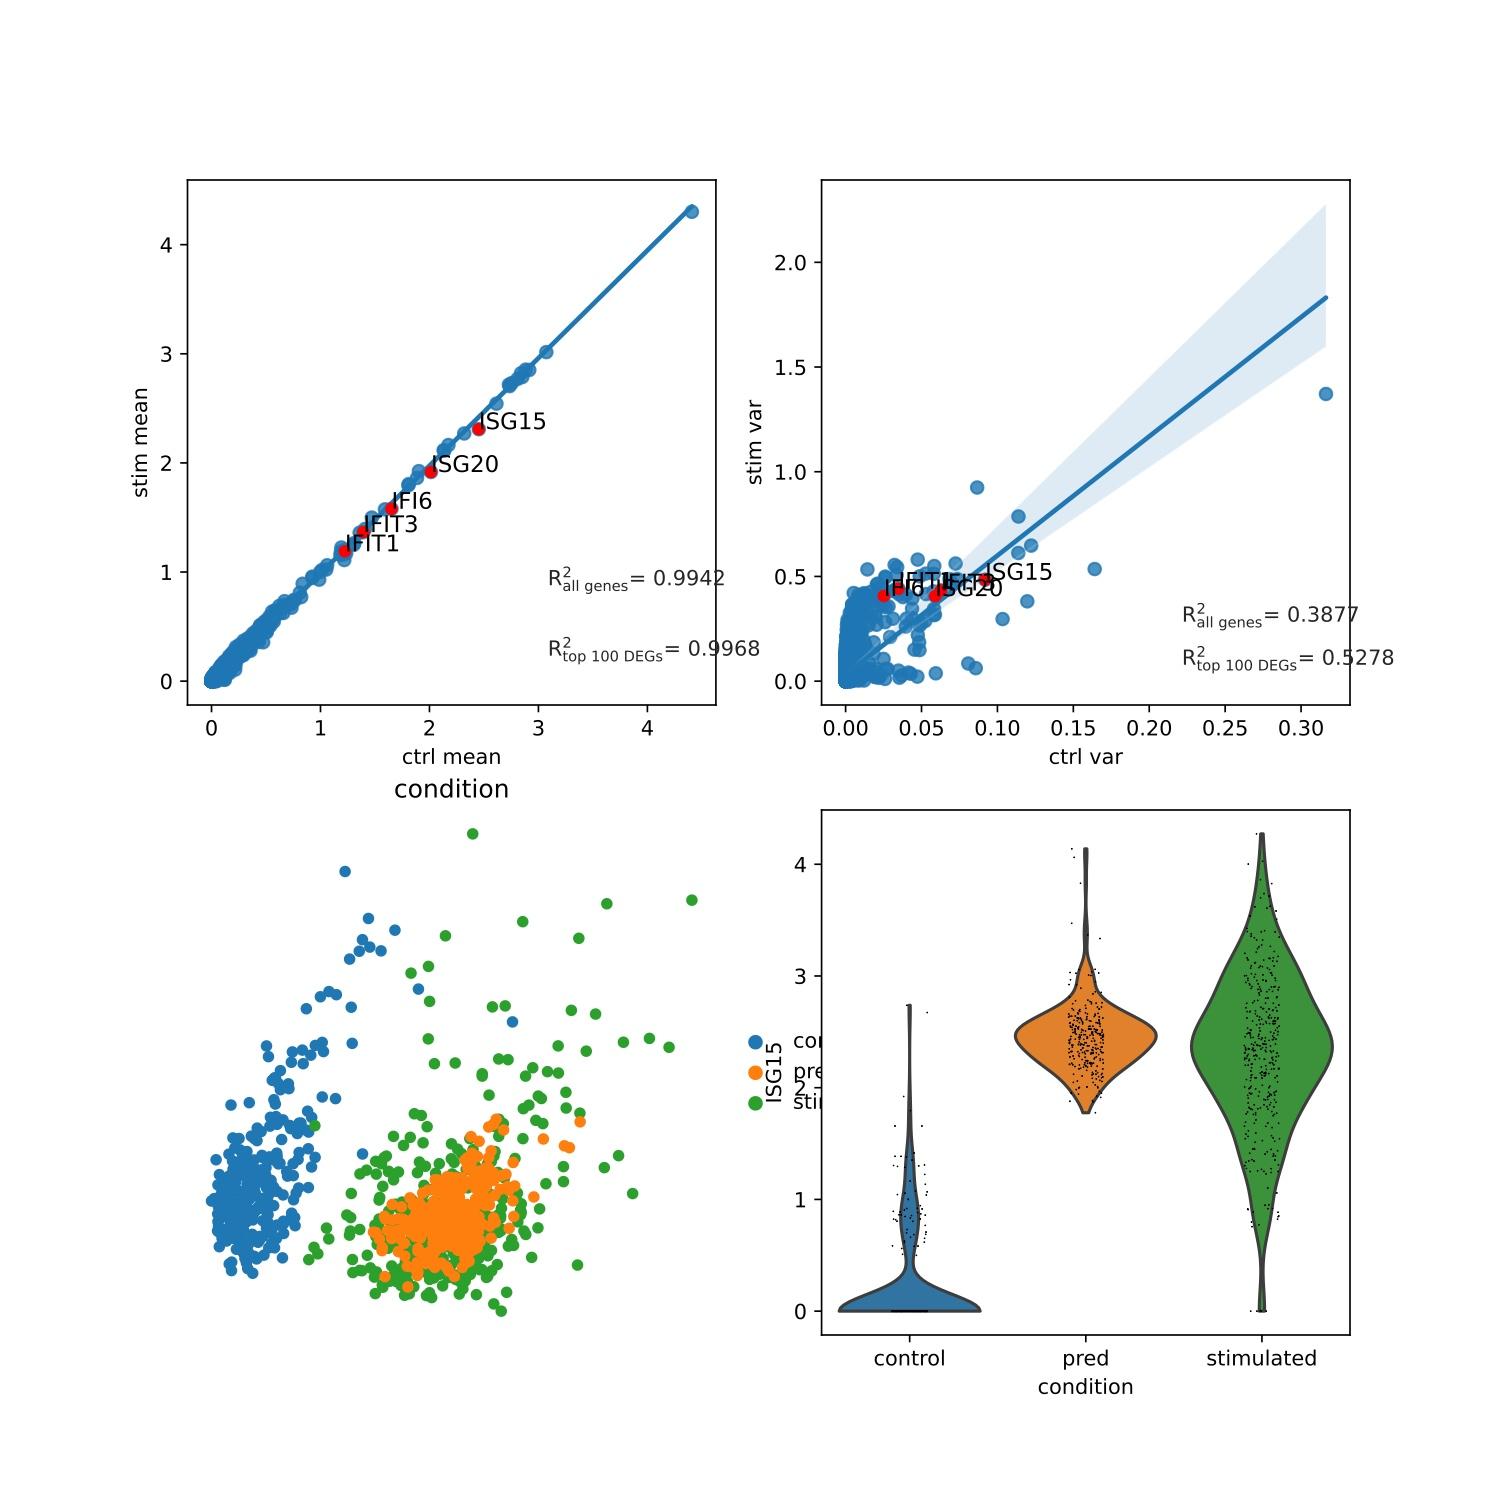 4
3
2
1
0
stim mean
ISG15
ISG20
IFI6
IFIT3
IFIT1
R²all genes= 0.9942
R²top 100 DEGs= 0.9968
0 1 2 3 4
ctrl mean
2.0
1.5
1.0
0.5
0.0
stim var
ISG15
IFIT1
IFIT3
IFI6
ISG20
R²all genes= 0.3877
R²top 100 DEGs= 0.5278
0.00 0.05 0.10 0.15 0.20 0.25 0.30
ctrl var
condition
4
3
2
1
0
ISG15
control pred stimulated
condition